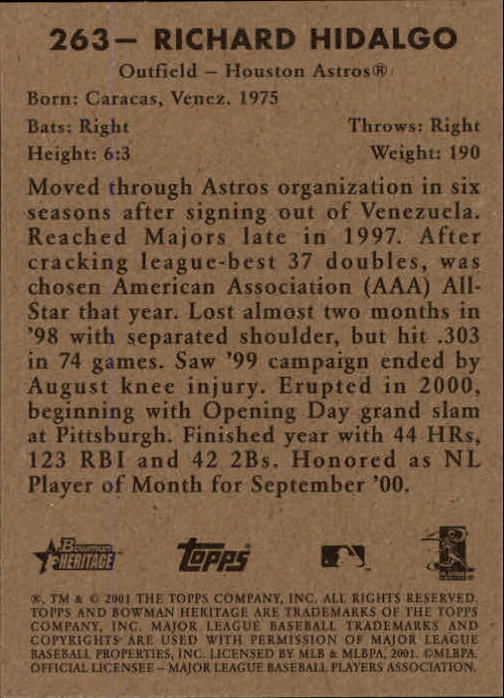 263— RICHARD HIDALGO
Outfield – Houston Astros®
Born: Caracas, Venez. 1975
Bats: Right Throws: Right
Height: 6:3 Weight: 190
Moved through Astros organization in six
seasons after signing out of Venezuela.
Reached Majors late in 1997. After
cracking league-best 37 doubles, was
chosen American Association (AAA) All-
Star that year. Lost almost two months in
'98 with separated shoulder, but hit .303
in 74 games. Saw '99 campaign ended by
August knee injury. Erupted in 2000,
beginning with Opening Day grand slam
at Pittsburgh. Finished year with 44 HRs,
123 RBI and 42 2Bs. Honored as NL
Player of Month for September '00.
Bowman HERITAGE Topps
®, TM & © 2001 THE TOPPS COMPANY, INC. ALL RIGHTS RESERVED.
TOPPS AND BOWMAN HERITAGE ARE TRADEMARKS OF THE TOPPS
COMPANY, INC. MAJOR LEAGUE BASEBALL TRADEMARKS AND
COPYRIGHTS ARE USED WITH PERMISSION OF MAJOR LEAGUE
BASEBALL PROPERTIES, INC. LICENSED BY MLB & MLBPA, 2001. ©MLBPA.
OFFICIAL LICENSEE – MAJOR LEAGUE BASEBALL PLAYERS ASSOCIATION.